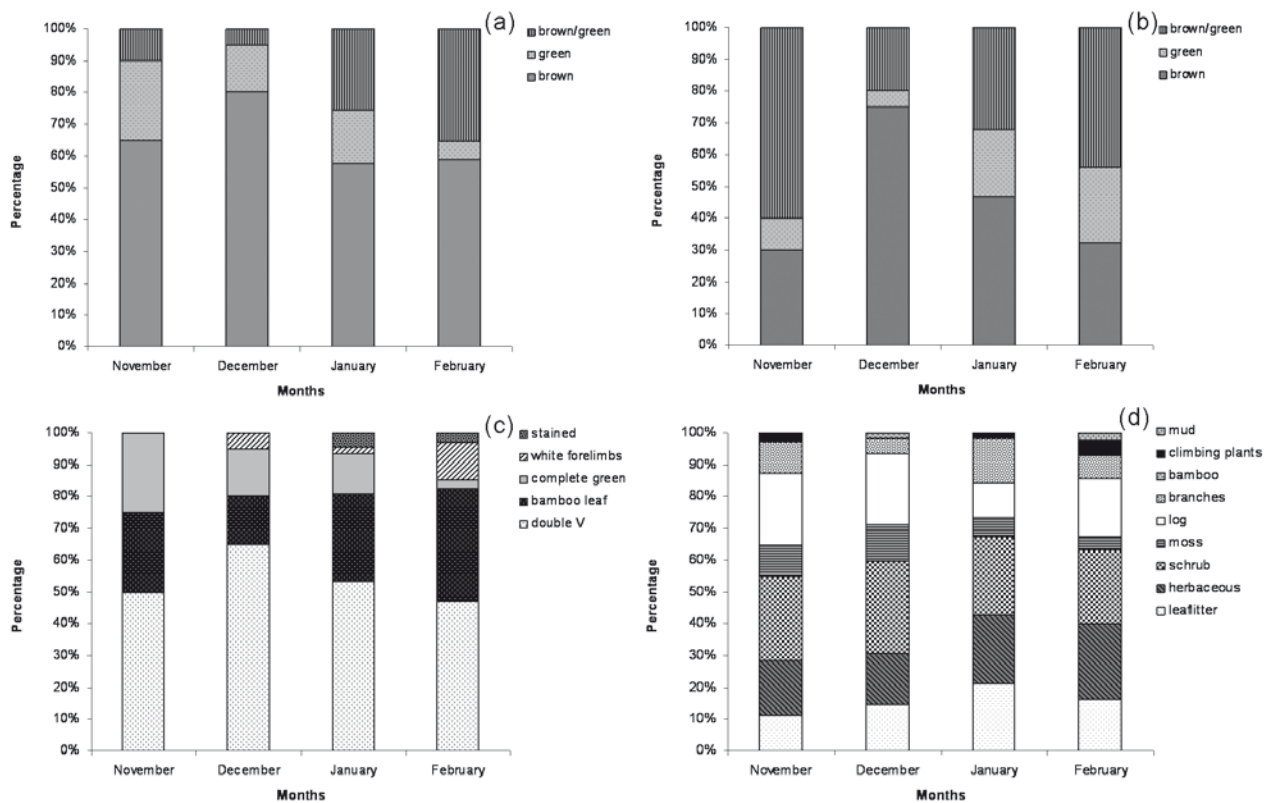 (a)
100%
90%
80%
70%
60%
50%
40%
30%
20%
10%
0%
Percentage
November December January February
Months
brown/green
green
brown
(b)
100%
90%
80%
70%
60%
50%
40%
30%
20%
10%
0%
Percentage
November December January February
Months
brown/green
green
brown
(c)
100%
90%
80%
70%
60%
50%
40%
30%
20%
10%
0%
Percentage
November December January February
Months
stained
white forelimbs
complete green
bamboo leaf
double V
(d)
100%
90%
80%
70%
60%
50%
40%
30%
20%
10%
0%
Percentage
November December January February
Months
mud
climbing plants
bamboo
branches
log
moss
schrub
herbaceous
leaflitter